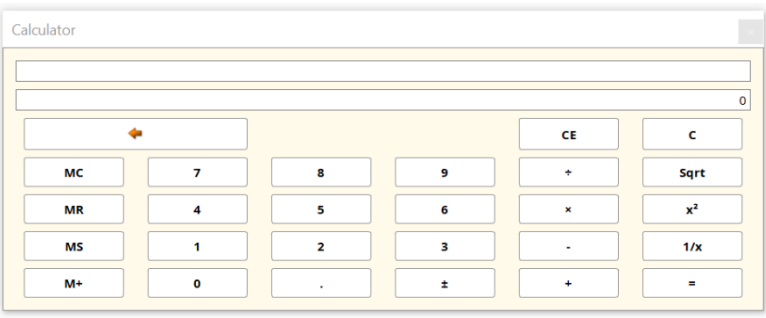 Calculator
0
CE C
MC 7 8 9 ÷ Sqrt
MR 4 5 6 × x²
MS 1 2 3 - 1/x
M+ 0 . ± + =